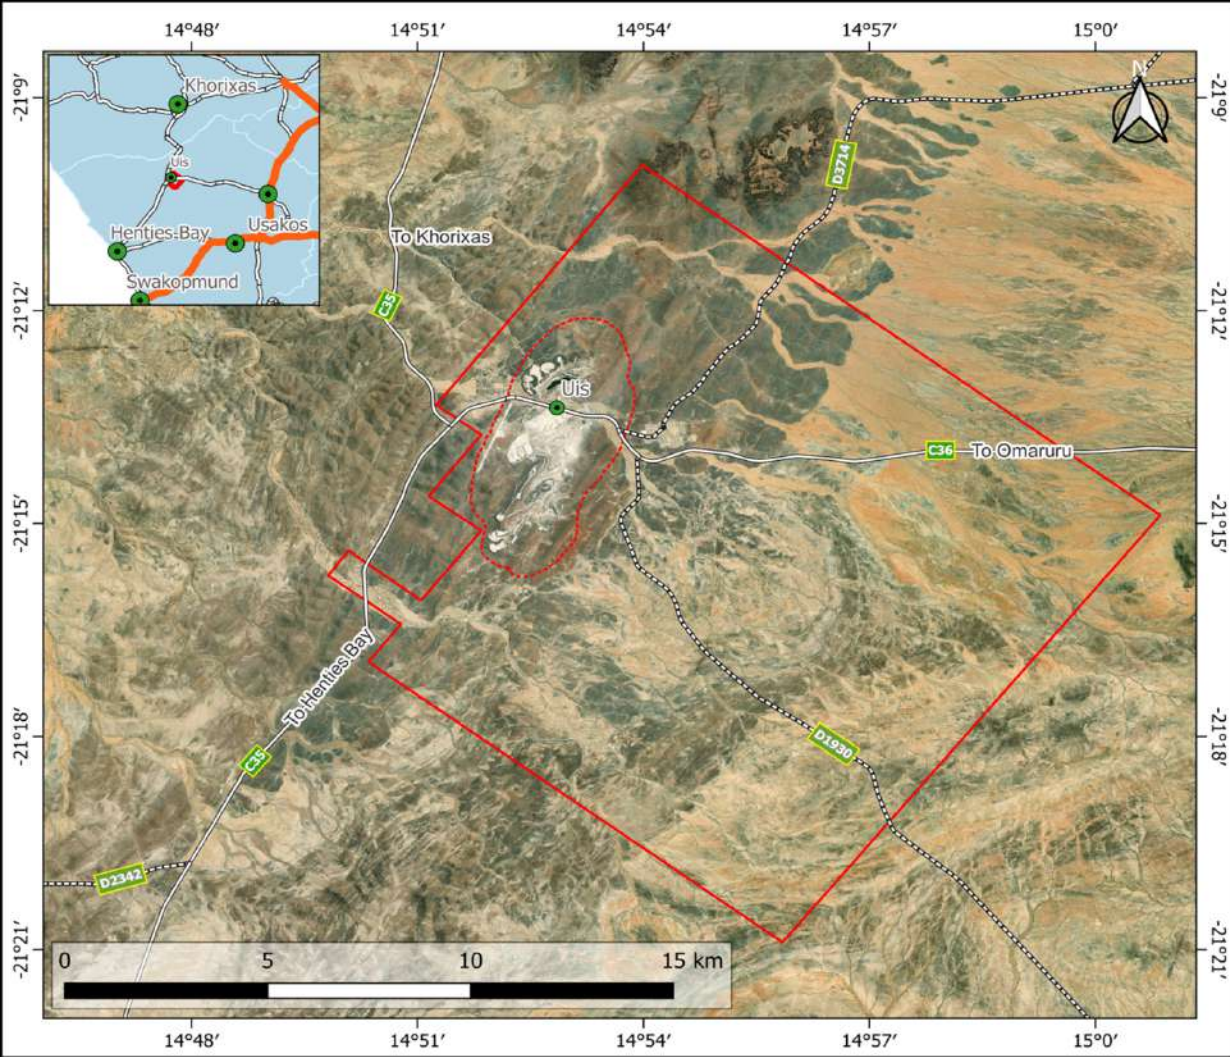 14°48'
14°51'
14°54'
14°57'
15°0'
-21°9'
-21°12'
-21°15'
-21°18'
-21°21'
-21°9'
-21°12'
-21°15'
-21°18'
-21°21'
Khorixas
Uis
Henties Bay
Usakos
Swakopmund
N
D3714
To Khorixas
C35
Uis
C36
To Omaruru
To Henties Bay
D1930
C35
D2342
0
5
10
15 km
14°48'
14°51'
14°54'
14°57'
15°0'